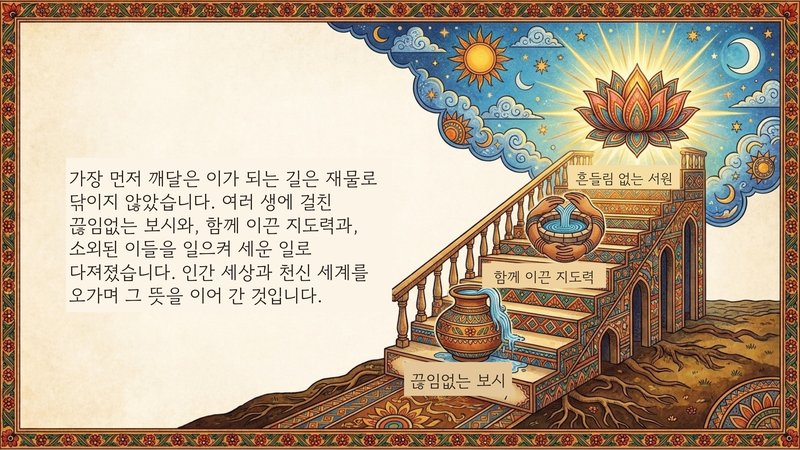 가장 먼저 깨달은 이가 되는 길은 재물로
닦이지 않았습니다. 여러 생에 걸친
끊임없는 보시와, 함께 이끈 지도력과,
소외된 이들을 일으켜 세운 일로
다져졌습니다. 인간 세상과 천신 세계를
오가며 그 뜻을 이어 간 것입니다.
흔들림 없는 서원
함께 이끈 지도력
끊임없는 보시